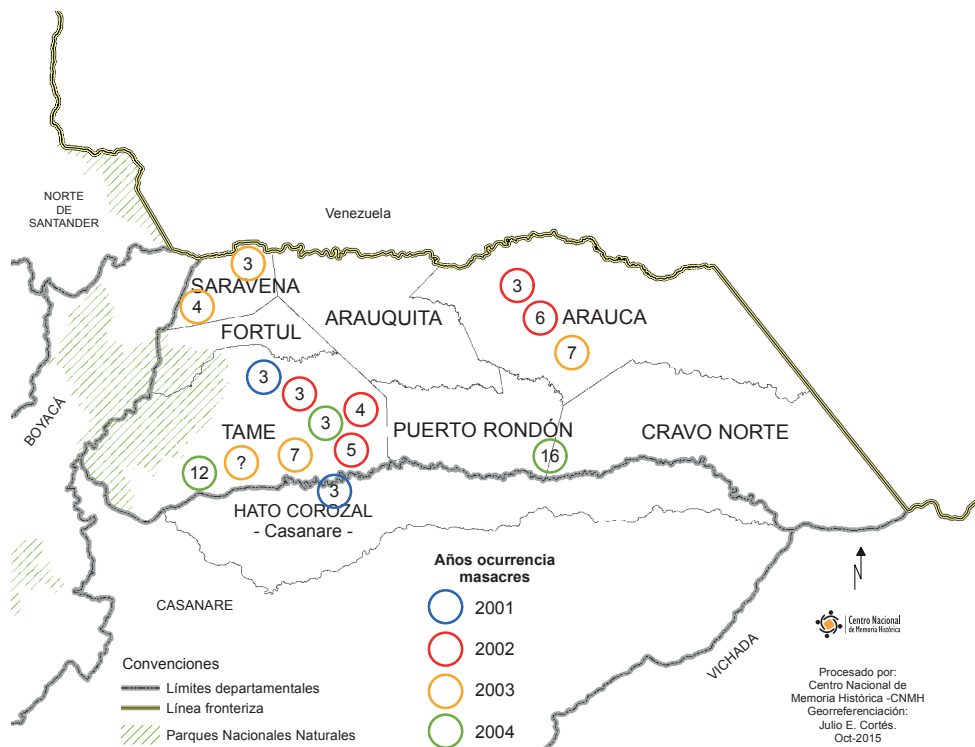 NORTE
DE
SANTANDER
Venezuela
3
SARAVENA
4
FORTUL
ARAUQUITA
3
6
ARAUCA
7
3
3
4
3
BOYACÁ
TAME
PUERTO RONDÓN
CRAVO NORTE
5
7
?
12
16
3
HATO COROZAL
- Casanare -
CASANARE
VICHADA
Años ocurrencia
masacres
2001
2002
2003
2004
Convenciones
Límites departamentales
Línea fronteriza
Parques Nacionales Naturales
N
Centro Nacional
de Memoria Histórica
Procesado por:
Centro Nacional de
Memoria Histórica -CNMH
Georreferenciación:
Julio E. Cortés.
Oct-2015